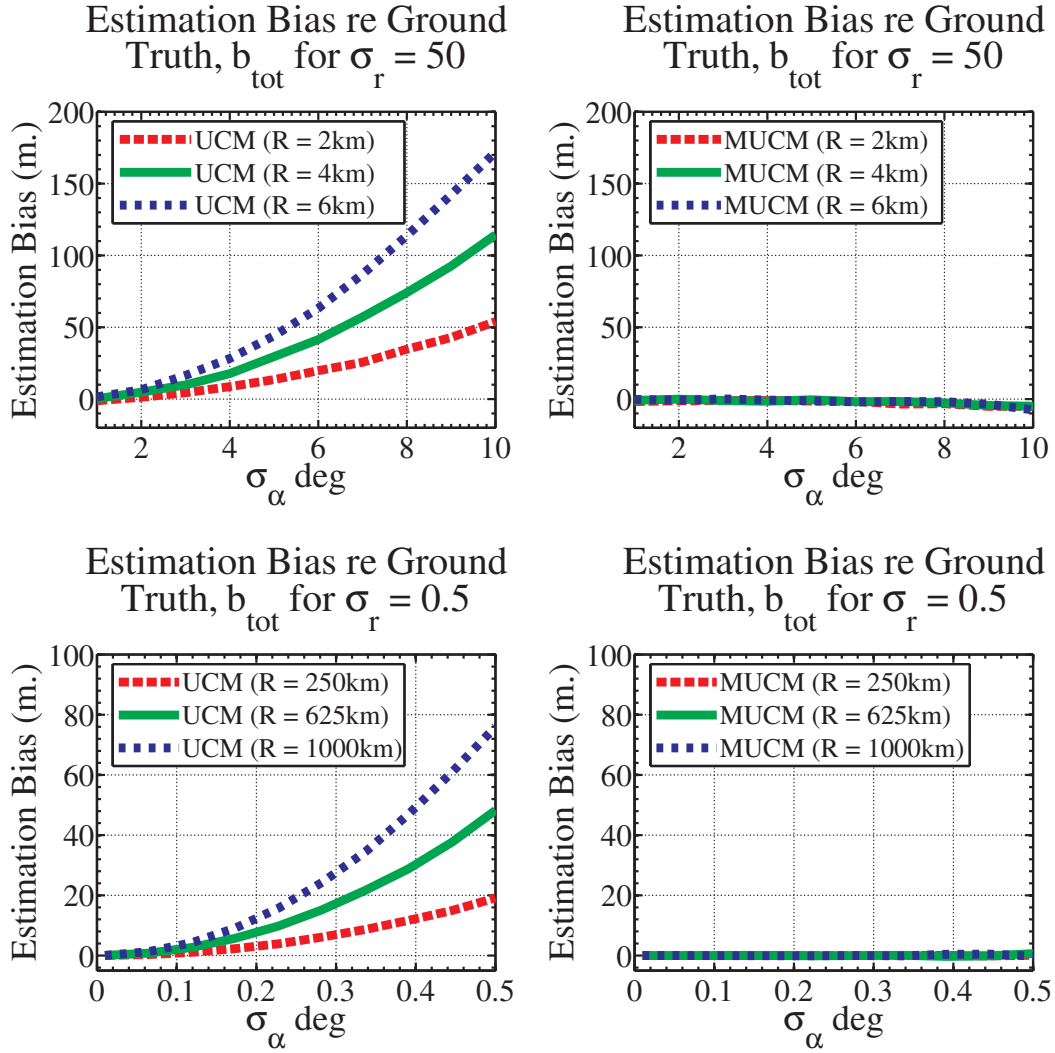 Estimation Bias re Ground
Truth, b_tot for σ_r = 50
Estimation Bias (m.)
200
150
100
50
0
UCM (R = 2km)
UCM (R = 4km)
UCM (R = 6km)
2 4 6 8 10
σ_α deg
Estimation Bias re Ground
Truth, b_tot for σ_r = 50
Estimation Bias (m.)
200
150
100
50
0
MUCM (R = 2km)
MUCM (R = 4km)
MUCM (R = 6km)
2 4 6 8 10
σ_α deg
Estimation Bias re Ground
Truth, b_tot for σ_r = 0.5
Estimation Bias (m.)
100
80
60
40
20
0
UCM (R = 250km)
UCM (R = 625km)
UCM (R = 1000km)
0 0.1 0.2 0.3 0.4 0.5
σ_α deg
Estimation Bias re Ground
Truth, b_tot for σ_r = 0.5
Estimation Bias (m.)
100
80
60
40
20
0
MUCM (R = 250km)
MUCM (R = 625km)
MUCM (R = 1000km)
0 0.1 0.2 0.3 0.4 0.5
σ_α deg